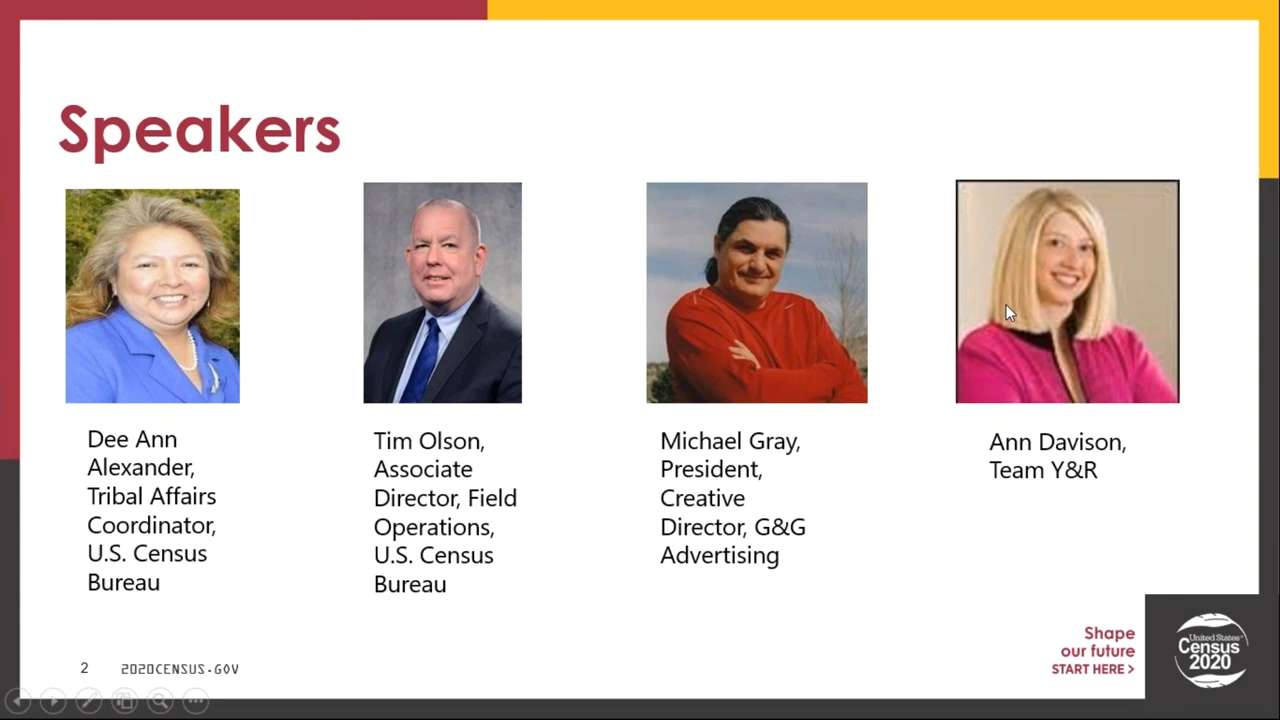 Speakers
Dee Ann
Alexander,
Tribal Affairs
Coordinator,
U.S. Census
Bureau
Tim Olson,
Associate
Director, Field
Operations,
U.S. Census
Bureau
Michael Gray,
President,
Creative
Director, G&G
Advertising
Ann Davison,
Team Y&R
2 2020CENSUS.GOV
Shape
our future
START HERE >
United States®
Census
2020